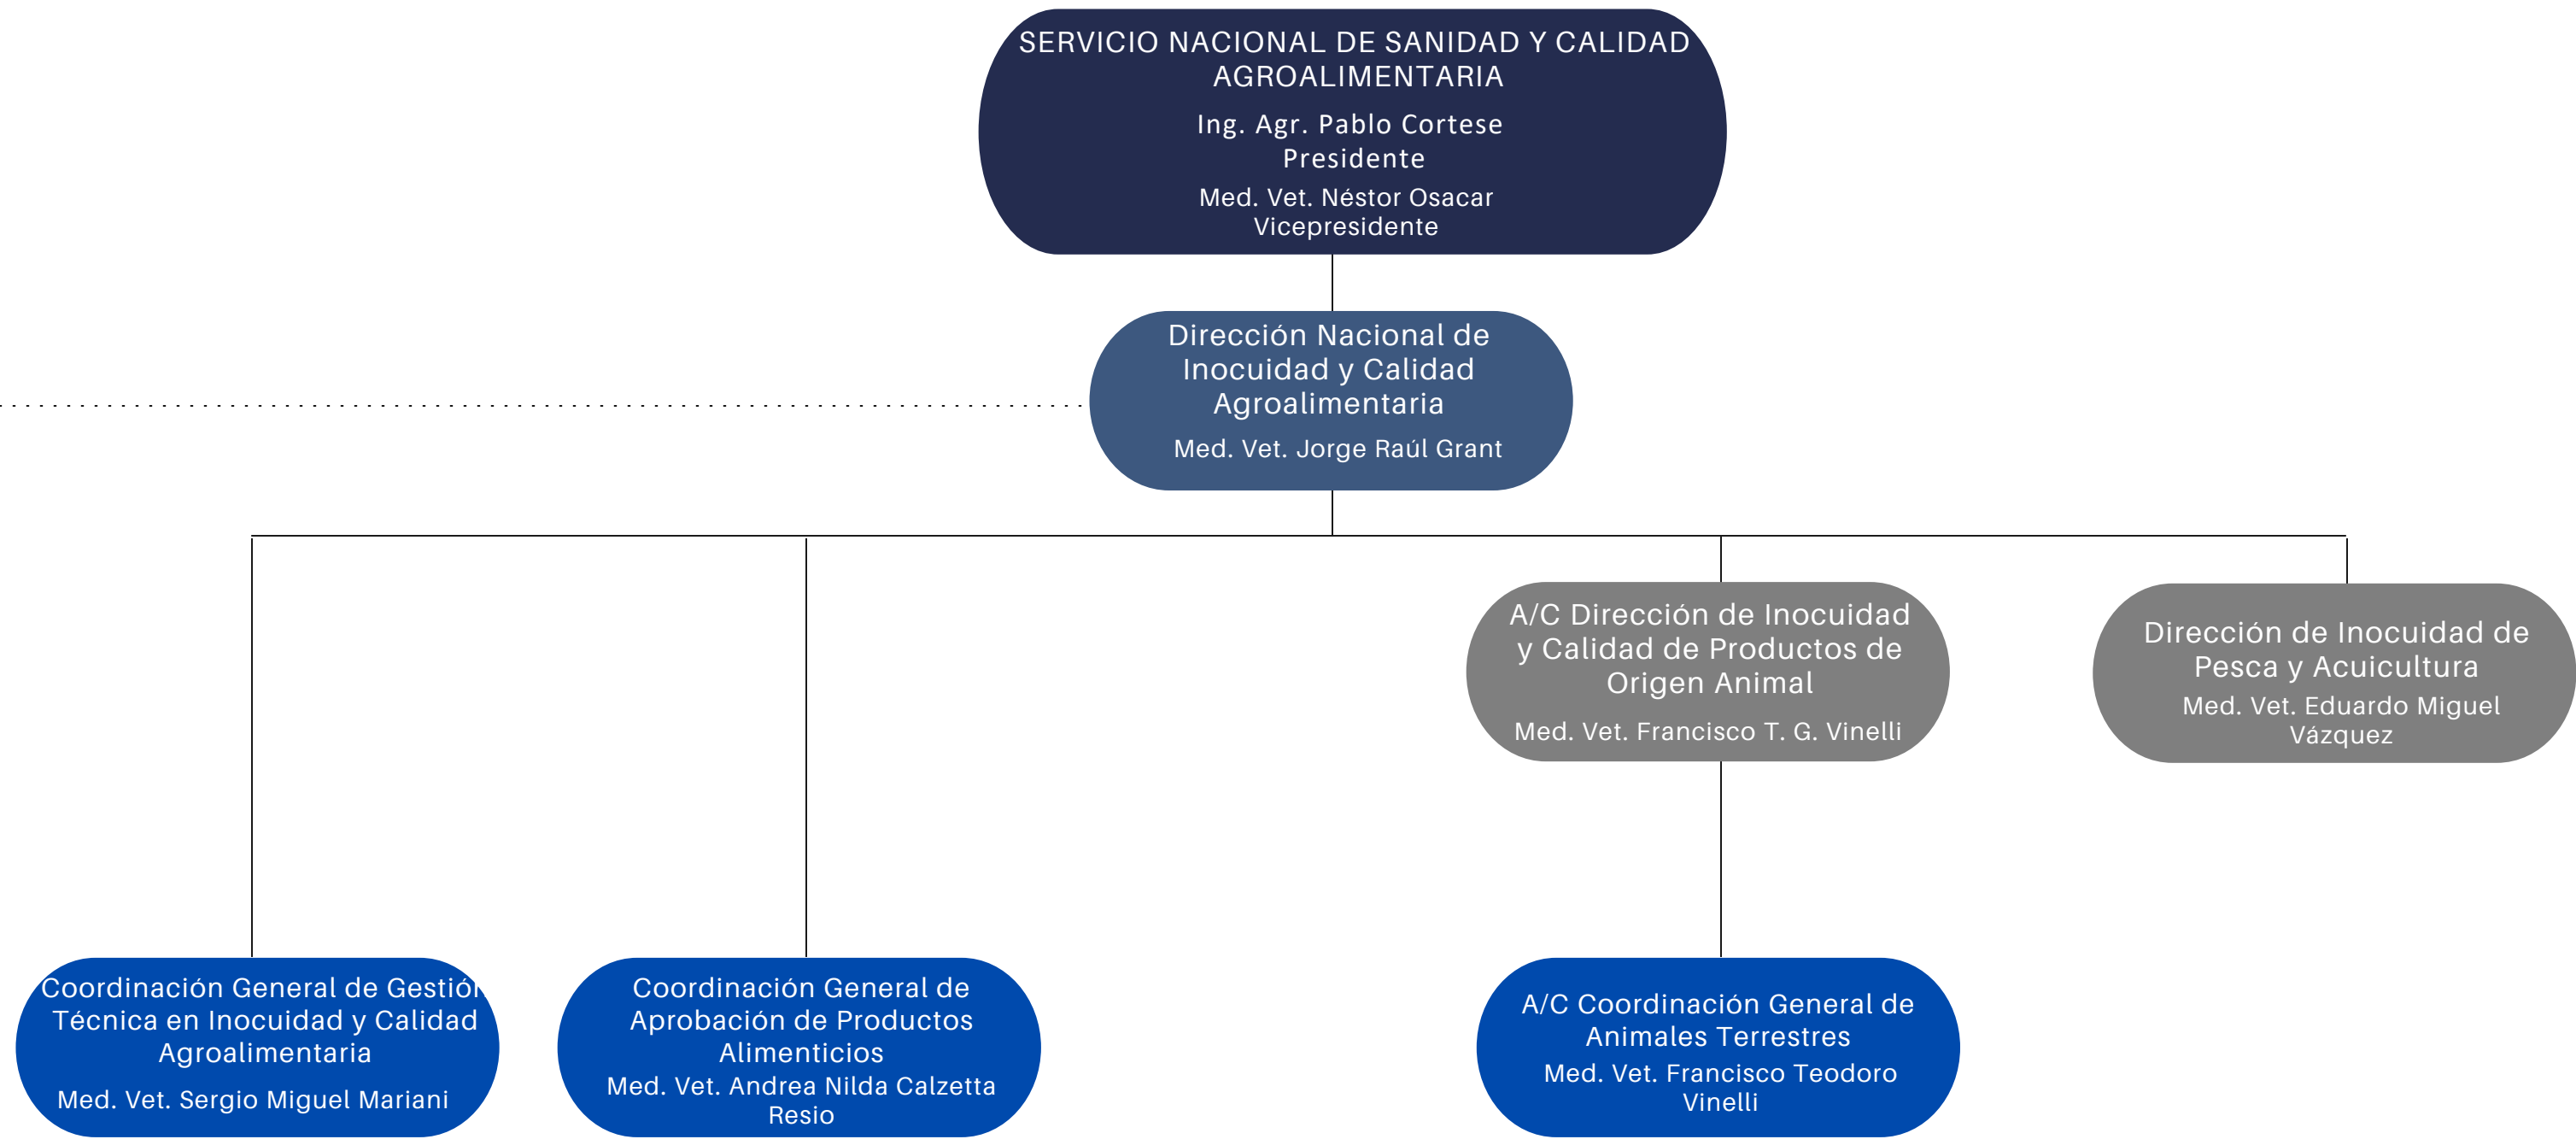 SERVICIO NACIONAL DE SANIDAD Y CALIDAD
AGROALIMENTARIA
Ing. Agr. Pablo Cortese
Presidente
Med. Vet. Néstor Osacar
Vicepresidente
Dirección Nacional de
Inocuidad y Calidad
Agroalimentaria
Med. Vet. Jorge Raúl Grant
A/C Dirección de Inocuidad
y Calidad de Productos de
Origen Animal
Med. Vet. Francisco T. G. Vinelli
Dirección de Inocuidad de
Pesca y Acuicultura
Med. Vet. Eduardo Miguel
Vázquez
Coordinación General de Gestión
Técnica en Inocuidad y Calidad
Agroalimentaria
Med. Vet. Sergio Miguel Mariani
Coordinación General de
Aprobación de Productos
Alimenticios
Med. Vet. Andrea Nilda Calzetta
Resio
A/C Coordinación General de
Animales Terrestres
Med. Vet. Francisco Teodoro
Vinelli